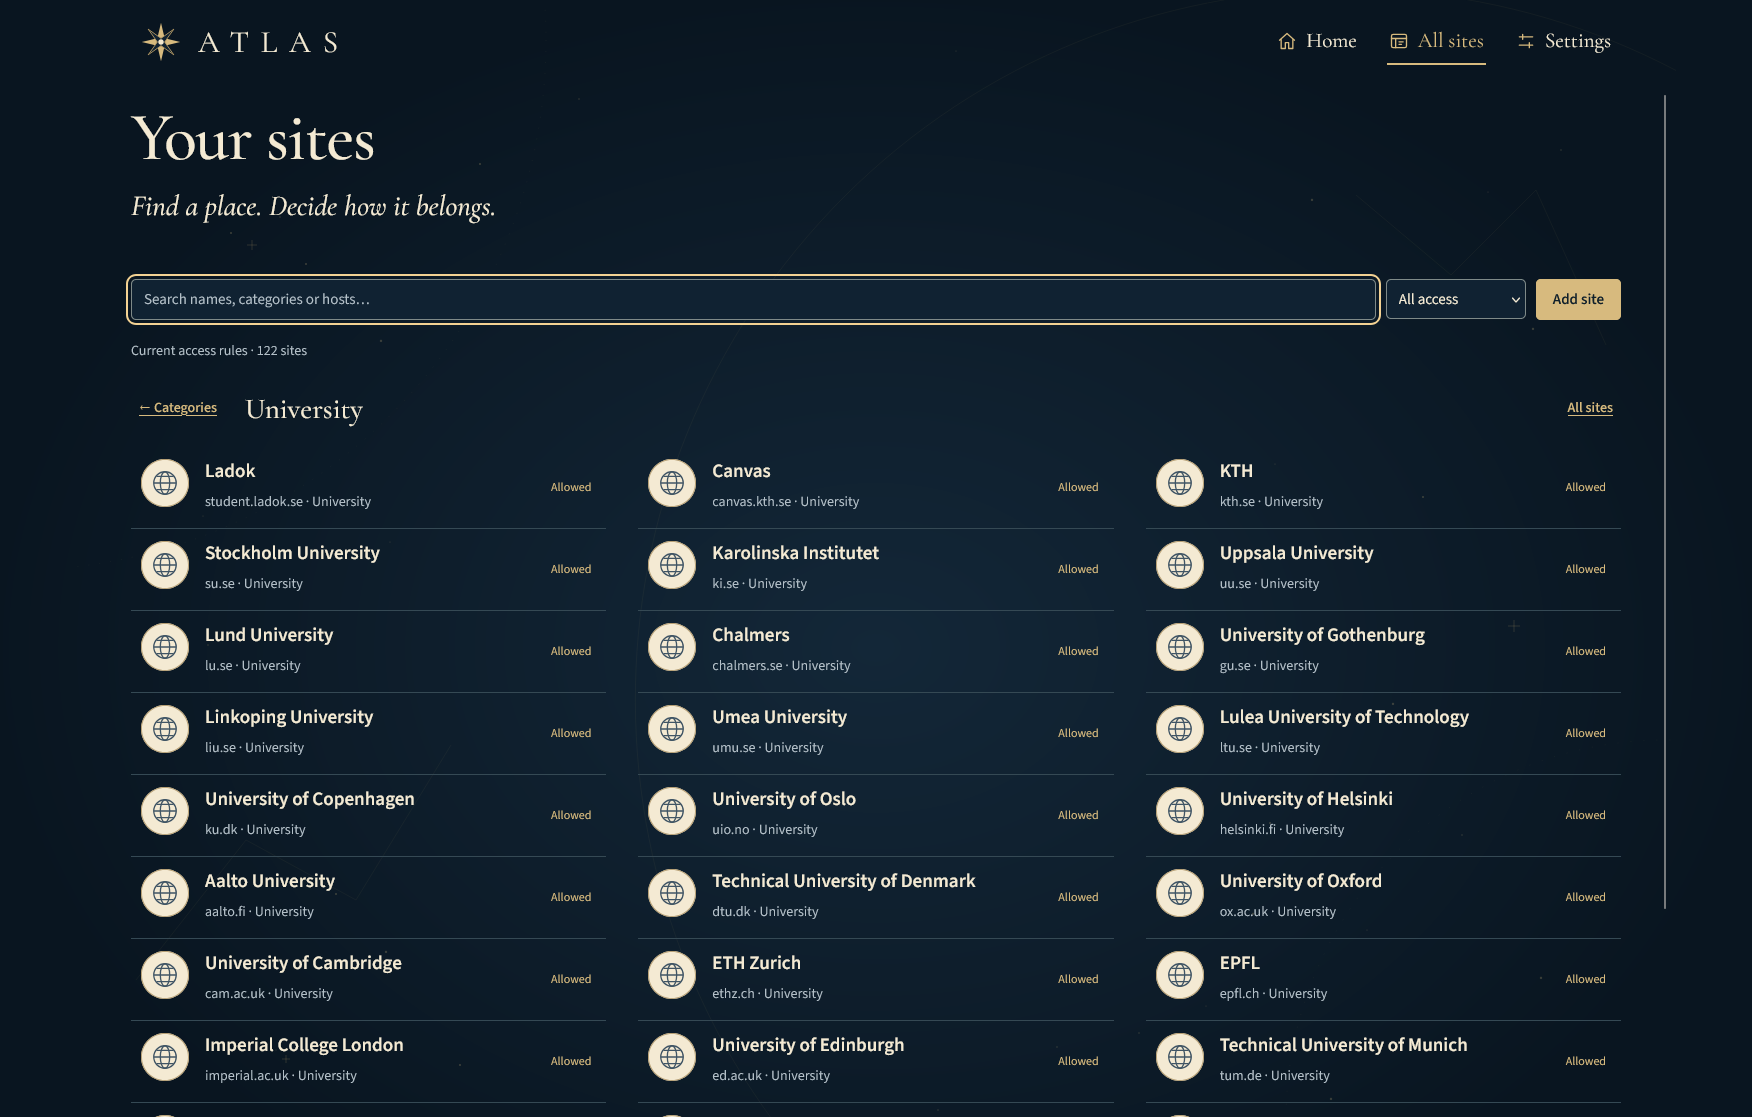 ATLAS
Home
All sites
Settings
Your sites
Find a place. Decide how it belongs.
Search names, categories or hosts…
All access
Add site
Current access rules · 122 sites
← Categories
University
All sites
Ladok
student.ladok.se · University
Allowed
Canvas
canvas.kth.se · University
Allowed
KTH
kth.se · University
Allowed
Stockholm University
su.se · University
Allowed
Karolinska Institutet
ki.se · University
Allowed
Uppsala University
uu.se · University
Allowed
Lund University
lu.se · University
Allowed
Chalmers
chalmers.se · University
Allowed
University of Gothenburg
gu.se · University
Allowed
Linkoping University
liu.se · University
Allowed
Umea University
umu.se · University
Allowed
Lulea University of Technology
ltu.se · University
Allowed
University of Copenhagen
ku.dk · University
Allowed
University of Oslo
uio.no · University
Allowed
University of Helsinki
helsinki.fi · University
Allowed
Aalto University
aalto.fi · University
Allowed
Technical University of Denmark
dtu.dk · University
Allowed
University of Oxford
ox.ac.uk · University
Allowed
University of Cambridge
cam.ac.uk · University
Allowed
ETH Zurich
ethz.ch · University
Allowed
EPFL
epfl.ch · University
Allowed
Imperial College London
imperial.ac.uk · University
Allowed
University of Edinburgh
ed.ac.uk · University
Allowed
Technical University of Munich
tum.de · University
Allowed